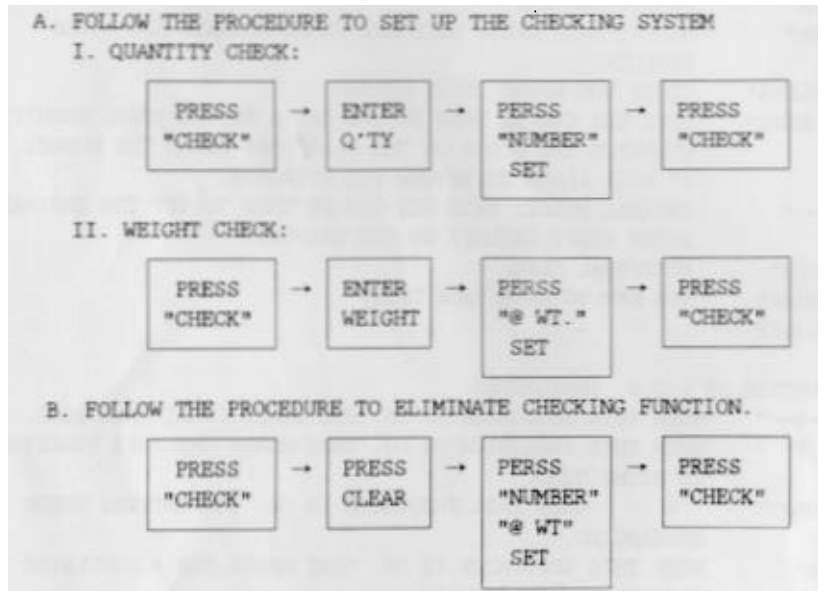 A. FOLLOW THE PROCEDURE TO SET UP THE CHECKING SYSTEM
I. QUANTITY CHECK:
PRESS "CHECK" → ENTER Q'TY → PERSS "NUMBER" SET → PRESS "CHECK"
II. WEIGHT CHECK:
PRESS "CHECK" → ENTER WEIGHT → PERSS "@ WT." SET → PRESS "CHECK"
B. FOLLOW THE PROCEDURE TO ELIMINATE CHECKING FUNCTION.
PRESS "CHECK" → PRESS CLEAR → PERSS "NUMBER" "@ WT" SET → PRESS "CHECK"